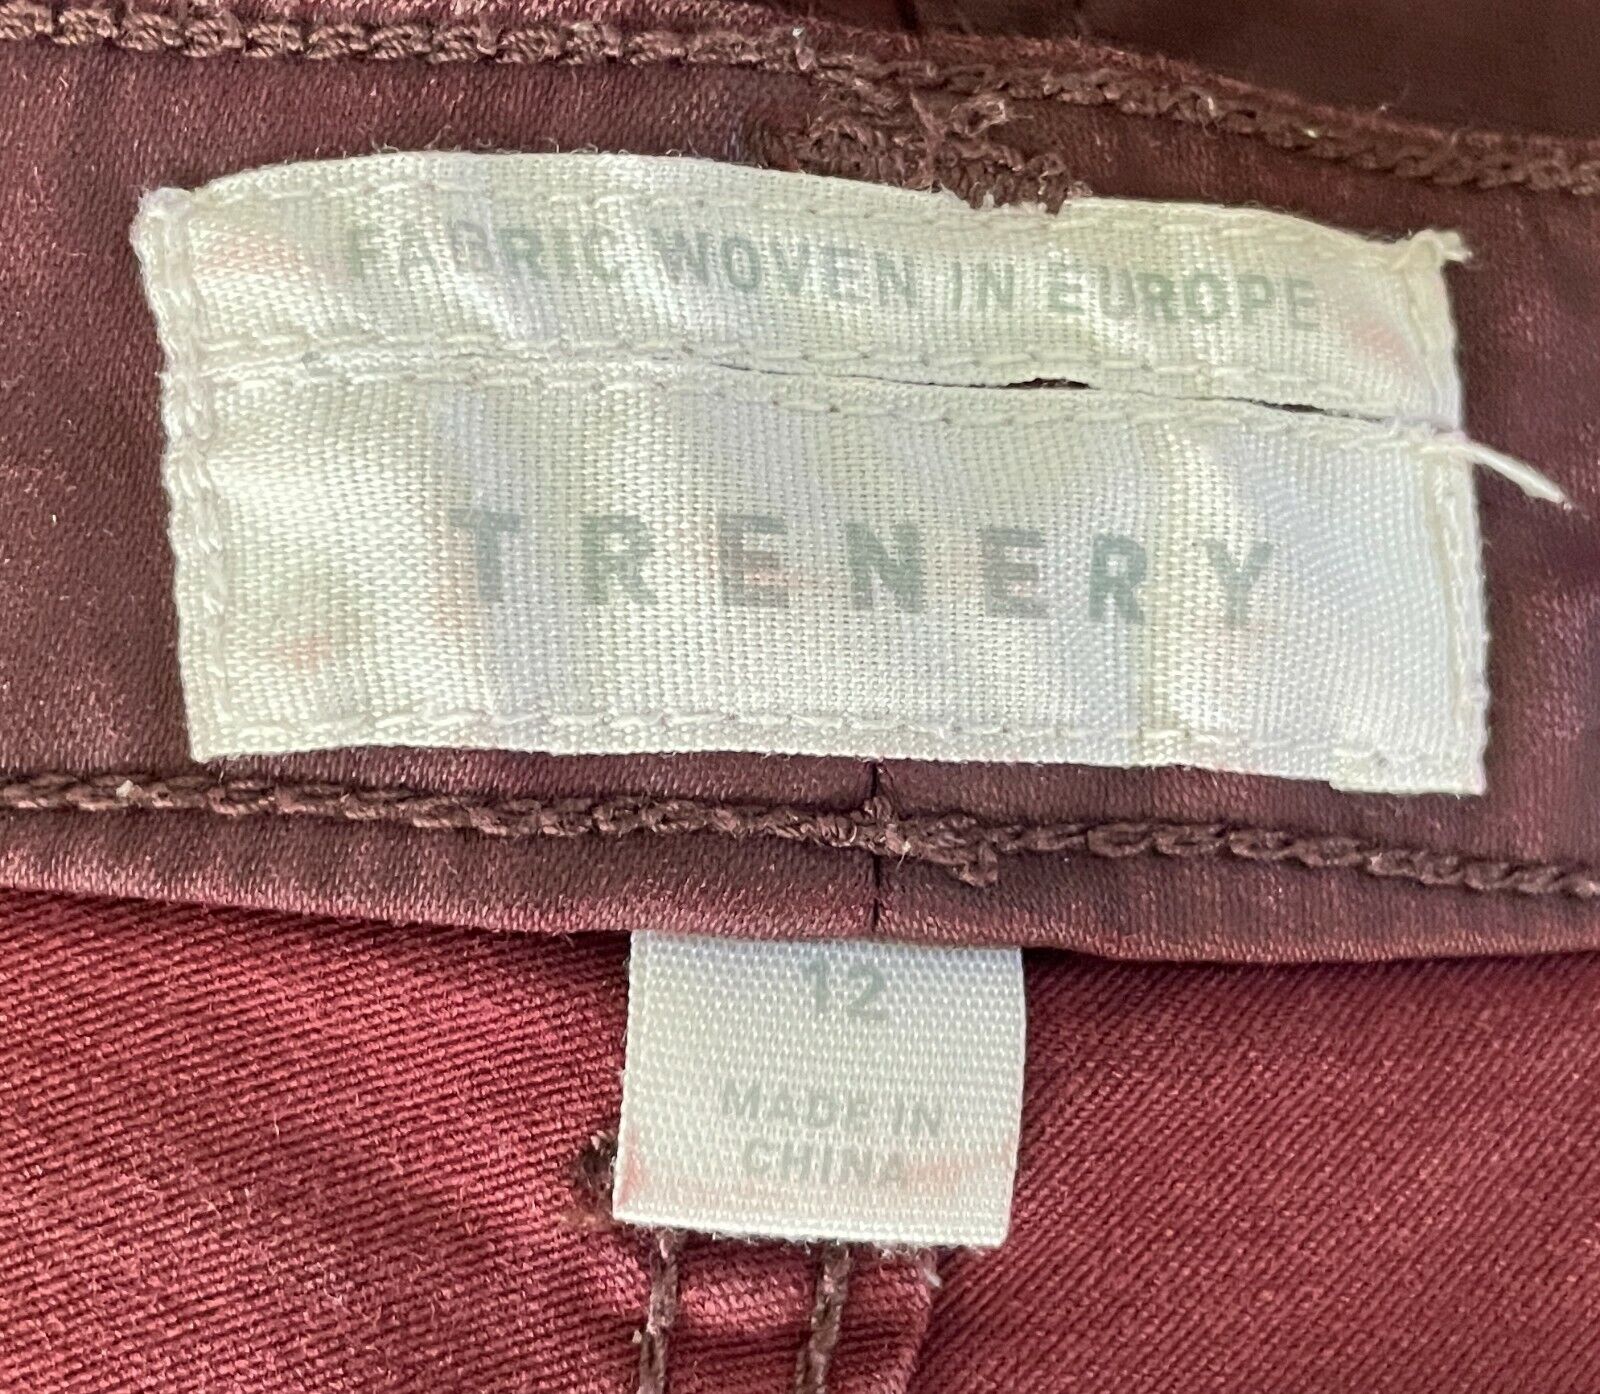 FABRIC WOVEN IN EUROPE
TRENERY
12
MADE IN
CHINA